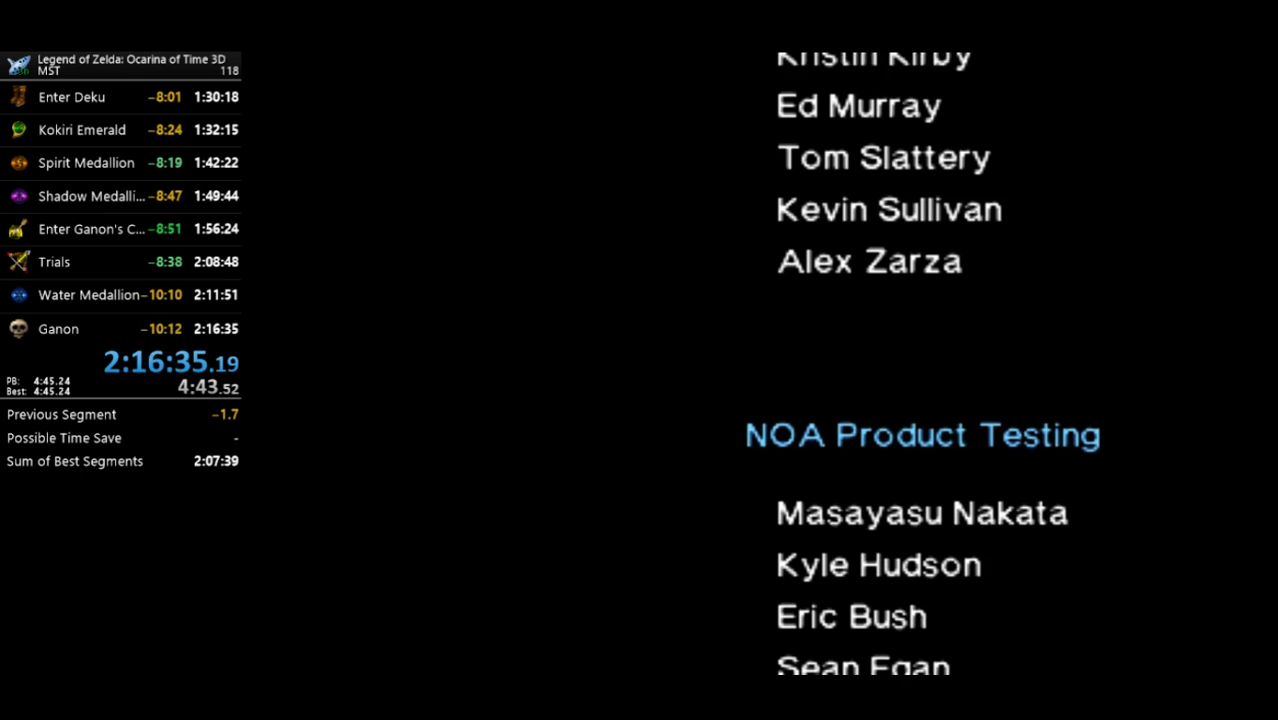 Legend of Zelda: Ocarina of Time 3D
MST 118
Enter Deku −8:01 1:30:18
Kokiri Emerald −8:24 1:32:15
Spirit Medallion −8:19 1:42:22
Shadow Medalli... −8:47 1:49:44
Enter Ganon's C... −8:51 1:56:24
Trials −8:38 2:08:48
Water Medallion −10:10 2:11:51
Ganon −10:12 2:16:35
2:16:35.19
PB: 4:45.24
Best: 4:45.24
4:43.52
Previous Segment −1.7
Possible Time Save -
Sum of Best Segments 2:07:39
Kristin Kirby
Ed Murray
Tom Slattery
Kevin Sullivan
Alex Zarza
NOA Product Testing
Masayasu Nakata
Kyle Hudson
Eric Bush
Sean Egan